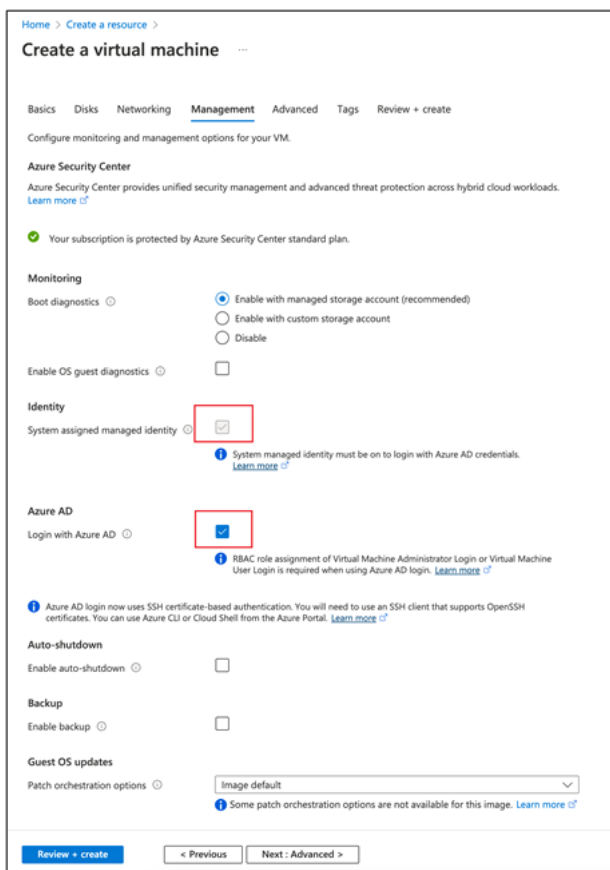 Home > Create a resource >
Create a virtual machine ...
Basics Disks Networking Management Advanced Tags Review + create
Configure monitoring and management options for your VM.
Azure Security Center
Azure Security Center provides unified security management and advanced threat protection across hybrid cloud workloads.
Learn more
Your subscription is protected by Azure Security Center standard plan.
Monitoring
Boot diagnostics
Enable with managed storage account (recommended)
Enable with custom storage account
Disable
Enable OS guest diagnostics
Identity
System assigned managed identity
System managed identity must be on to login with Azure AD credentials.
Learn more
Azure AD
Login with Azure AD
RBAC role assignment of Virtual Machine Administrator Login or Virtual Machine
User Login is required when using Azure AD login. Learn more
Azure AD login now uses SSH certificate-based authentication. You will need to use an SSH client that supports OpenSSH
certificates. You can use Azure CLI or Cloud Shell from the Azure Portal. Learn more
Auto-shutdown
Enable auto-shutdown
Backup
Enable backup
Guest OS updates
Patch orchestration options
Image default
Some patch orchestration options are not available for this image. Learn more
Review + create < Previous Next : Advanced >